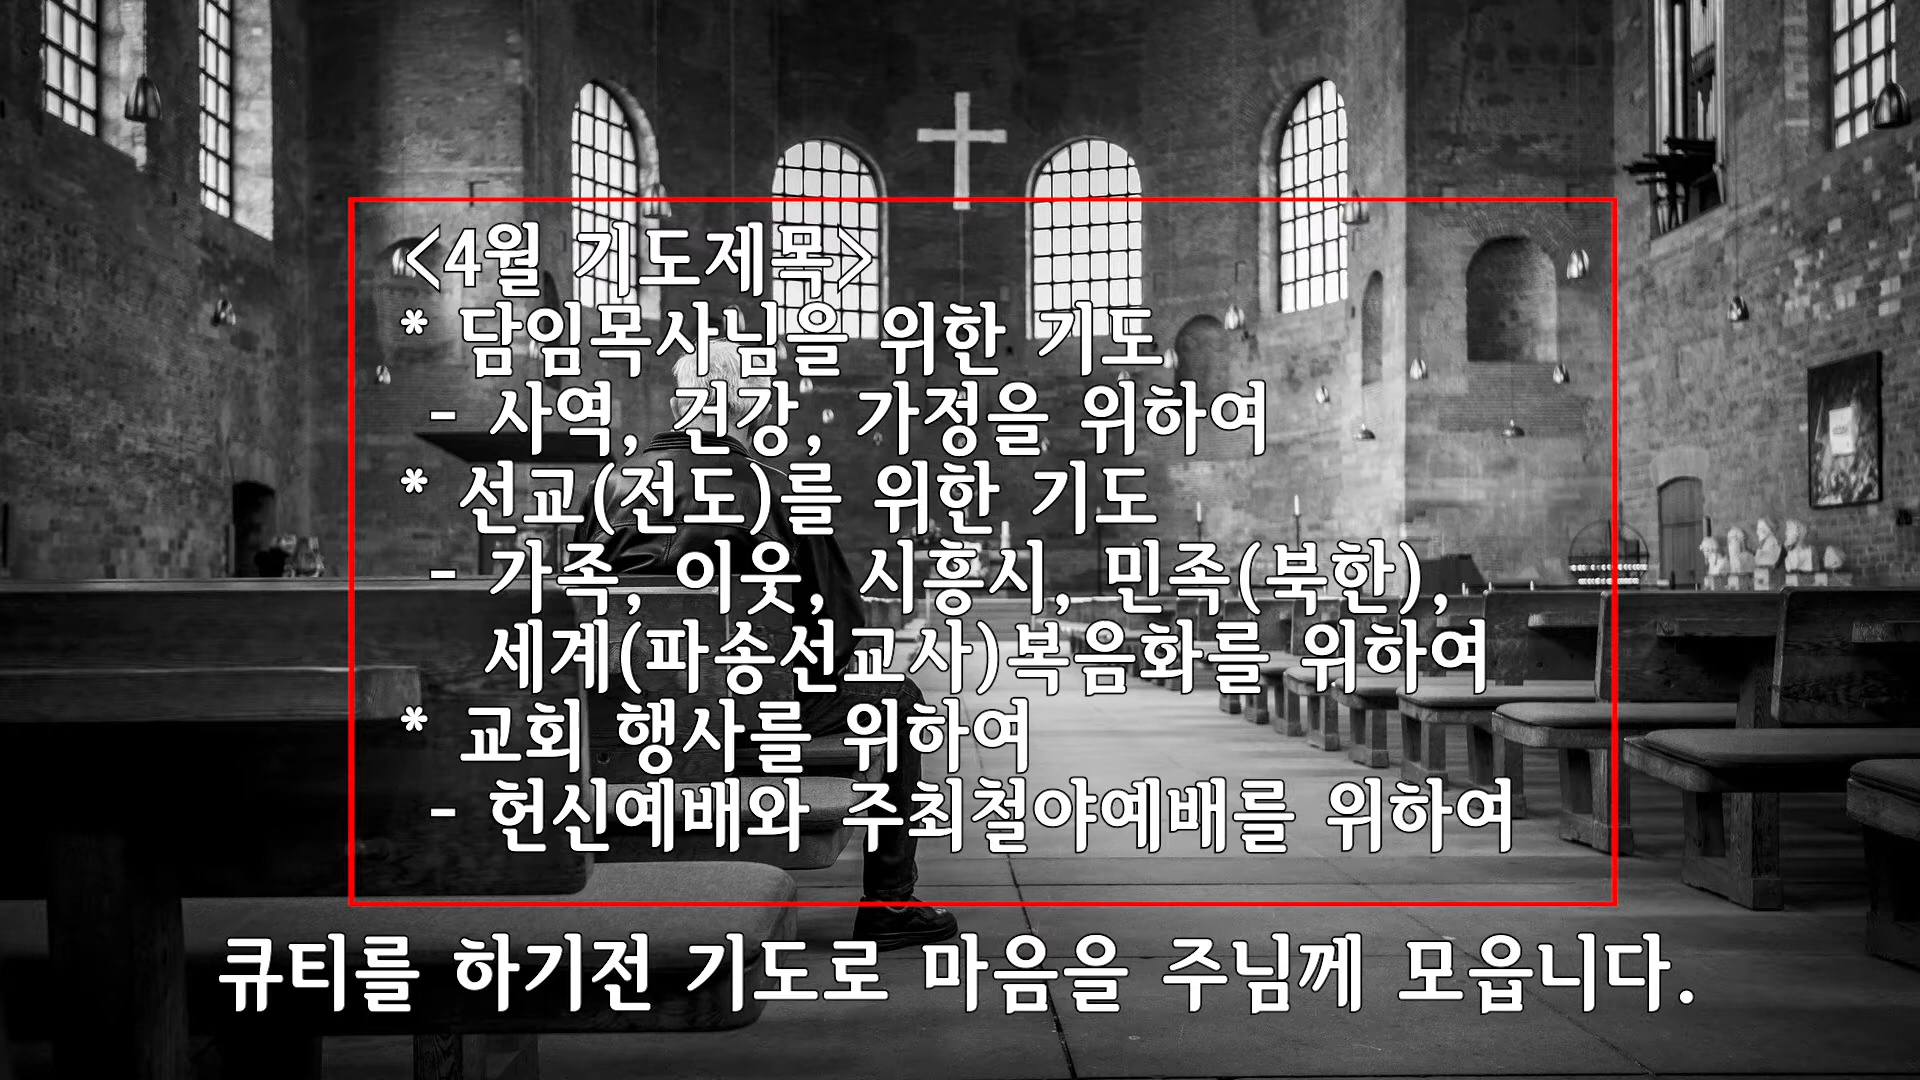 <4월 기도제목>
* 담임목사님을 위한 기도
- 사역, 건강, 가정을 위하여
* 선교(전도)를 위한 기도
- 가족, 이웃, 시흥시, 민족(북한),
세계(파송선교사)복음화를 위하여
* 교회 행사를 위하여
- 헌신예배와 주최철야예배를 위하여
큐티를 하기전 기도로 마음을 주님께 모읍니다.